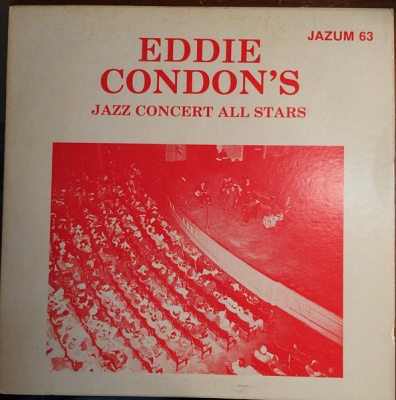 JAZUM 63
EDDIE
CONDON'S
JAZZ CONCERT ALL STARS